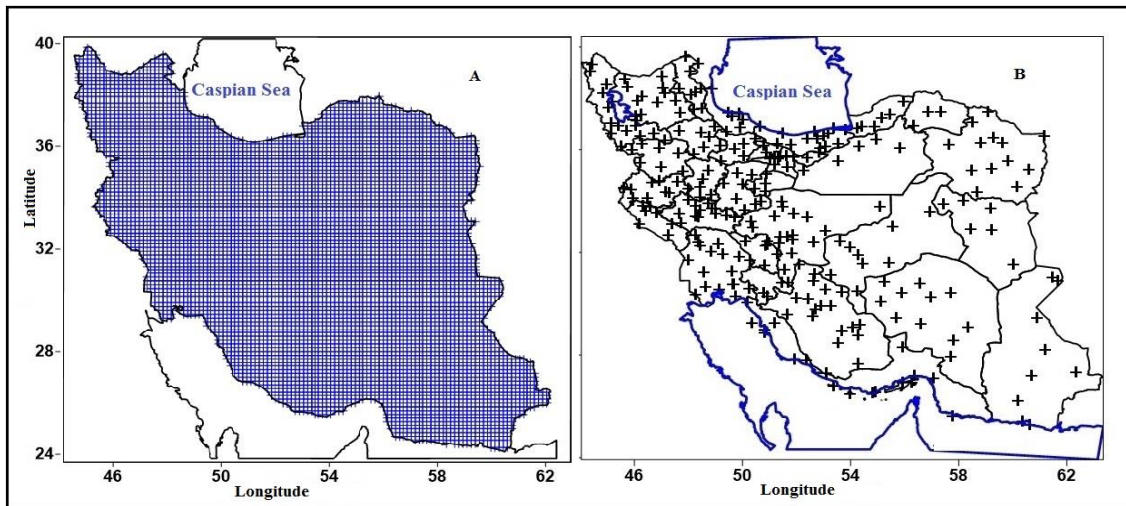 40
36
32
28
24
Latitude
Caspian Sea
A
46 50 54 58 62
Longitude
Caspian Sea
B
46 50 54 58 62
Longitude